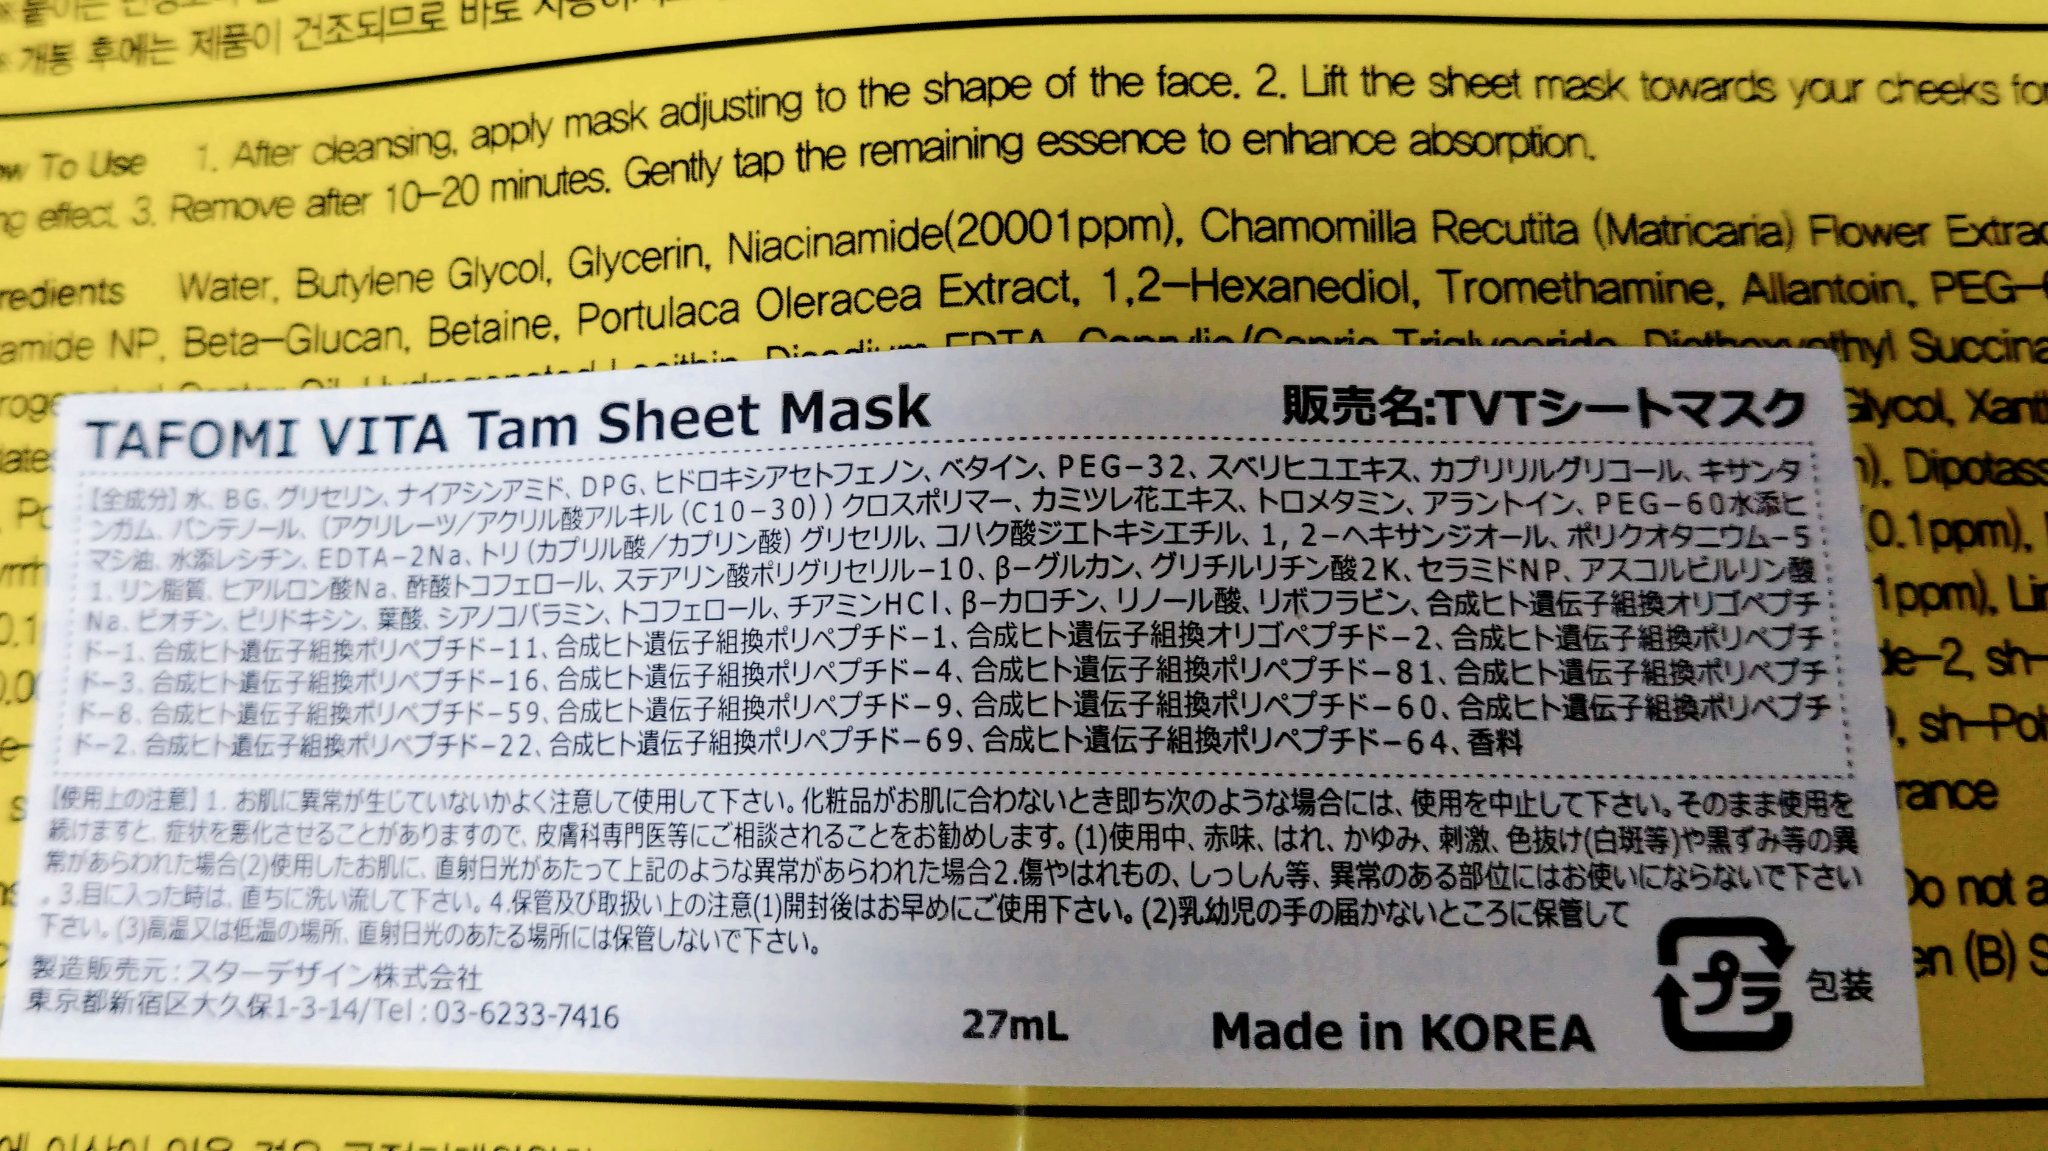 개봉 후에는 제품이 건조되므로 바로
To Use 1. After cleansing, apply mask adjusting to the shape of the face. 2. Lift the sheet mask towards your cheeks for
effect. 3. Remove after 10-20 minutes. Gently tap the remaining essence to enhance absorption.
redients Water, Butylene Glycol, Glycerin, Niacinamide(20001ppm), Chamomilla Recutita (Matricaria) Flower Extrac
amide NP, Beta-Glucan, Betaine, Portulaca Oleracea Extract, 1,2-Hexanediol, Tromethamine, Allantoin, PEG-
Disodium EDTA, Caprylic/Capric Triglyceride, Diethoxyethyl Succina
TAFOMI VITA Tam Sheet Mask 販売名:TVTシートマスク
Glycol, Xant
【全成分】水、BG、グリセリン、ナイアシンアミド、DPG、ヒドロキシアセトフェノン、ベタイン、PEG-32、スベリヒユエキス、カプリリルグリコール、キサンタ
Dipotass
ンガム、パンテノール、(アクリレーツ/アクリル酸アルキル(C10-30))クロスポリマー、カミツレ花エキス、トロメタミン、アラントイン、PEG-60水添ヒ
マシ油、水添レシチン、EDTA-2Na、トリ(カプリル酸/カプリン酸)グリセリル、コハク酸ジエトキシエチル、1,2-ヘキサンジオール、ポリクオタニウム-5
(0.1ppm),
1、リン脂質、ヒアルロン酸Na、酢酸トコフェロール、ステアリン酸ポリグリセリル-10、β-グルカン、グリチルリチン酸2K、セラミドNP、アスコルビルリン酸
Na、ビオチン、ピリドキシン、葉酸、シアノコバラミン、トコフェロール、チアミンHCl、β-カロチン、リノール酸、リボフラビン、合成ヒト遺伝子組換オリゴペプチ
1ppm), Lin
ド-1、合成ヒト遺伝子組換ポリペプチド-11、合成ヒト遺伝子組換ポリペプチド-1、合成ヒト遺伝子組換オリゴペプチド-2、合成ヒト遺伝子組換ポリペプチ
de-2, sh-
ド-3、合成ヒト遺伝子組換ポリペプチド-16、合成ヒト遺伝子組換ポリペプチド-4、合成ヒト遺伝子組換ポリペプチド-81、合成ヒト遺伝子組換ポリペプチ
ド-8、合成ヒト遺伝子組換ポリペプチド-59、合成ヒト遺伝子組換ポリペプチド-9、合成ヒト遺伝子組換ポリペプチド-60、合成ヒト遺伝子組換ポリペプチ
), sh-Pol
ド-2、合成ヒト遺伝子組換ポリペプチド-22、合成ヒト遺伝子組換ポリペプチド-69、合成ヒト遺伝子組換ポリペプチド-64、香料
rance
【使用上の注意】1. お肌に異常が生じていないかよく注意して使用して下さい。化粧品がお肌に合わないとき即ち次のような場合には、使用を中止して下さい。そのまま使用を
続けますと、症状を悪化させることがありますので、皮膚科専門医等にご相談されることをお勧めします。(1)使用中、赤味、はれ、かゆみ、刺激、色抜け(白斑等)や黒ずみ等の異
常があらわれた場合(2)使用したお肌に、直射日光があたって上記のような異常があらわれた場合2.傷やはれもの、しっしん等、異常のある部位にはお使いにならないで下さい
Do not a
。3.目に入った時は、直ちに洗い流して下さい。4.保管及び取扱い上の注意(1)開封後はお早めにご使用下さい。(2)乳幼児の手の届かないところに保管して
下さい。(3)高温又は低温の場所、直射日光のあたる場所には保管しないで下さい。
en (B) S
製造販売元:スターデザイン株式会社
東京都新宿区大久保1-3-14/Tel:03-6233-7416
27mL
Made in KOREA
プラ 包装